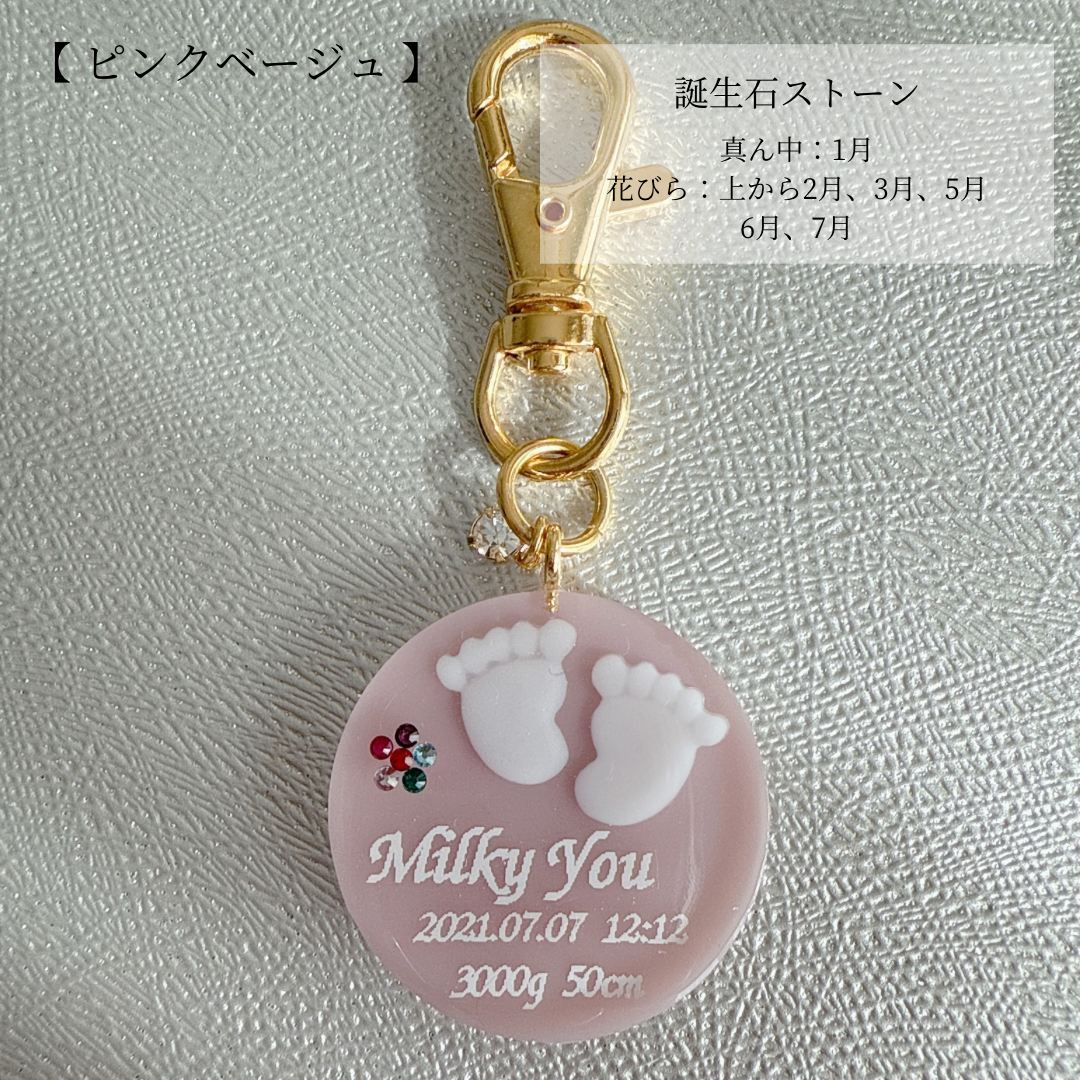 【 ピンクベージュ 】
誕生石ストーン
真ん中：1月
花びら：上から2月、3月、5月
6月、7月
Milky You
2021.07.07 12:12
3000g 50cm